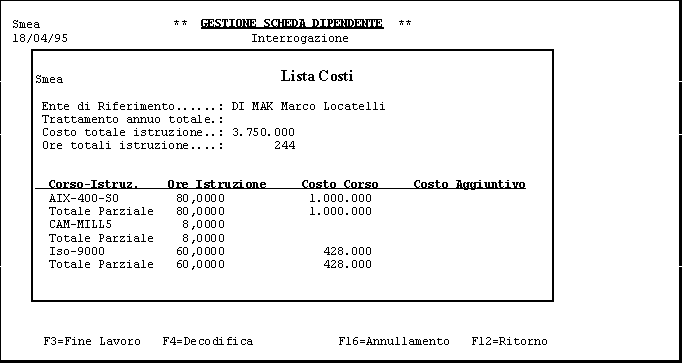 Smea ** GESTIONE SCHEDA DIPENDENTE **
18/04/95 Interrogazione
Smea Lista Costi
Ente di Riferimento......: DI MAK Marco Locatelli
Trattamento annuo totale.:
Costo totale istruzione..: 3.750.000
Ore totali istruzione....: 244
Corso-Istruz. Ore Istruzione Costo Corso Costo Aggiuntivo
AIX-400-SO 80,0000 1.000.000
Totale Parziale 80,0000 1.000.000
CAM-MILL5 8,0000
Totale Parziale 8,0000
Iso-9000 60,0000 428.000
Totale Parziale 60,0000 428.000
F3=Fine Lavoro F4=Decodifica F16=Annullamento F12=Ritorno